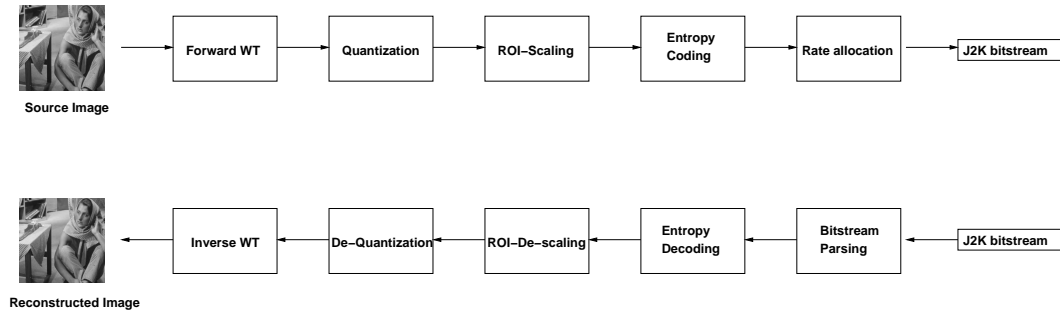 Forward WT
Quantization
ROI−Scaling
Entropy
Coding
Rate allocation
J2K bitstream
Source Image
Inverse WT
De−Quantization
ROI−De−scaling
Entropy
Decoding
Bitstream
Parsing
J2K bitstream
Reconstructed Image